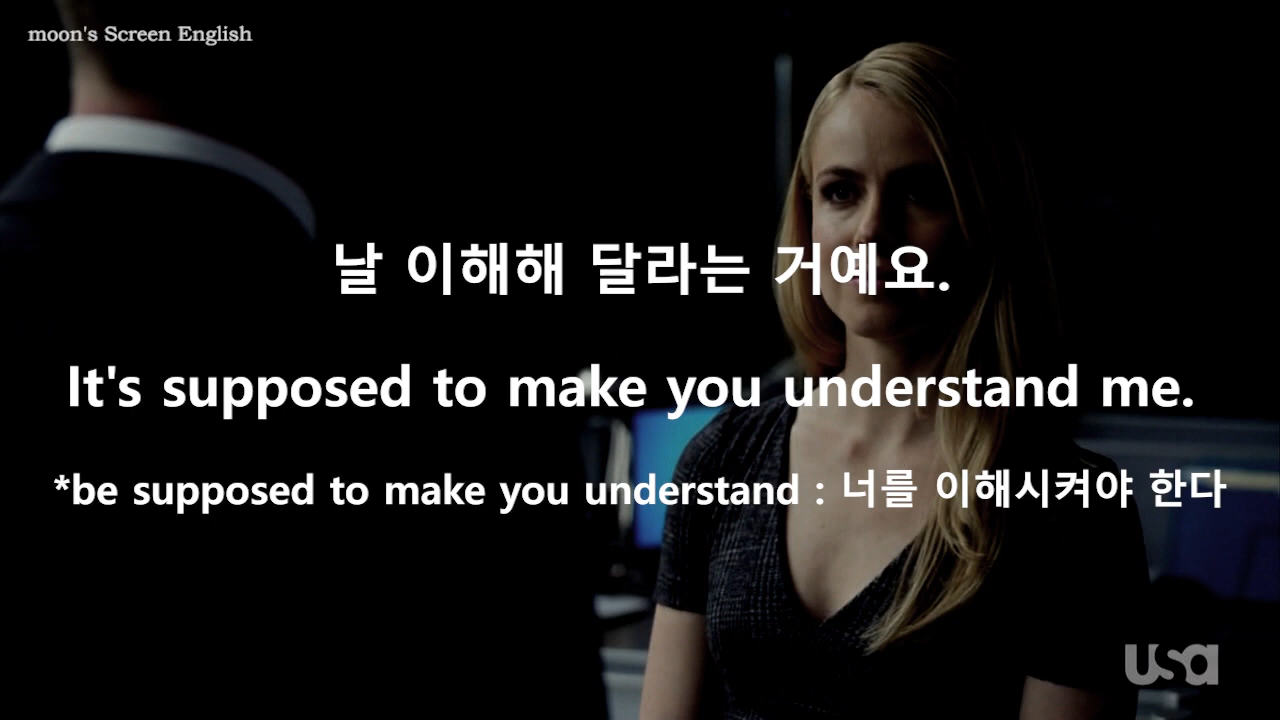 moon's Screen English
날 이해해 달라는 거예요.
It's supposed to make you understand me.
*be supposed to make you understand : 너를 이해시켜야 한다
usa